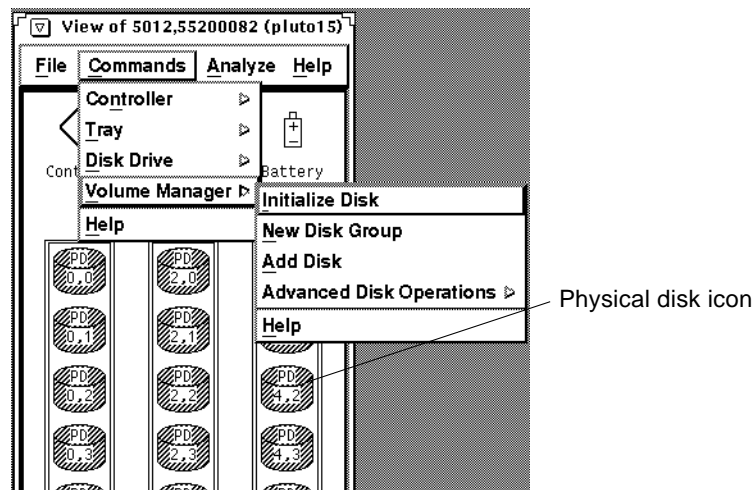 View of 5012,55200082 (pluto15)
File Commands Analyze Help
Controller
Tray
Disk Drive
Volume Manager
Help
Cont
Battery
Initialize Disk
New Disk Group
Add Disk
Advanced Disk Operations
Help
Physical disk icon
PD 0,0
PD 2,0
PD 0,1
PD 2,1
PD 0,2
PD 2,2
PD 4,2
PD 0,3
PD 2,3
PD 4,3